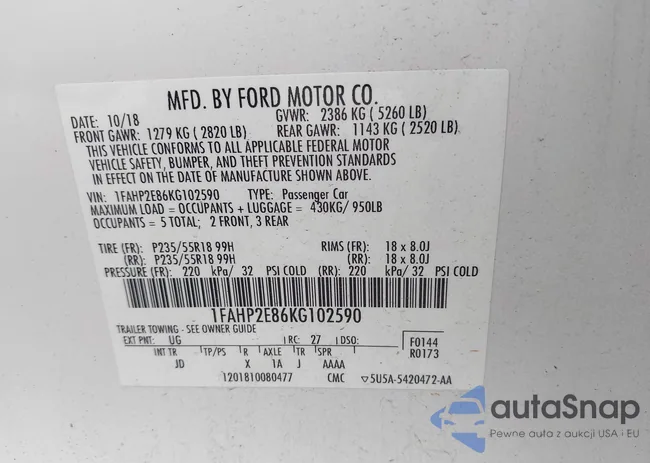 MFD. BY FORD MOTOR CO.
DATE: 10/18 GVWR: 2386 KG ( 5260 LB)
FRONT GAWR: 1279 KG ( 2820 LB) REAR GAWR: 1143 KG ( 2520 LB)
THIS VEHICLE CONFORMS TO ALL APPLICABLE FEDERAL MOTOR
VEHICLE SAFETY, BUMPER, AND THEFT PREVENTION STANDARDS
IN EFFECT ON THE DATE OF MANUFACTURE SHOWN ABOVE.
VIN: 1FAHP2E86KG102590 TYPE: Passenger Car
MAXIMUM LOAD = OCCUPANTS + LUGGAGE = 430KG/ 950LB
OCCUPANTS = 5 TOTAL; 2 FRONT, 3 REAR
TIRE (FR): P235/55R18 99H RIMS (FR): 18 x 8.0J
(RR): P235/55R18 99H (RR): 18 x 8.0J
PRESSURE (FR): 220 kPa/ 32 PSI COLD (RR): 220 kPa/ 32 PSI COLD
1FAHP2E86KG102590
TRAILER TOWING - SEE OWNER GUIDE
EXT PNT: UG RC: 27 DSO: F0144
INT TR TP/PS R AXLE TR SPR R0173
JD X 1A J AAAA
1201810080477 CMC ▽5U5A-5420472-AA
autaSnap
Pewne auta z aukcji USA i EU